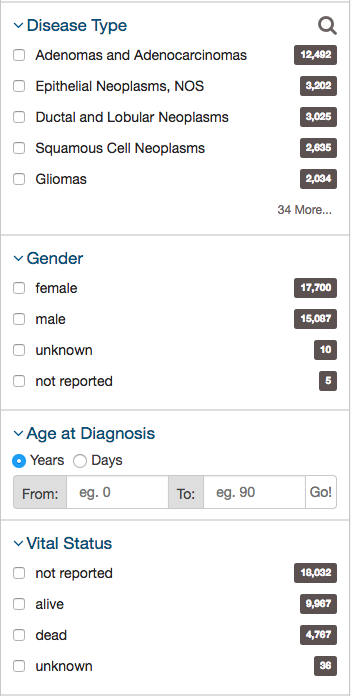 Disease Type
Adenomas and Adenocarcinomas 12,492
Epithelial Neoplasms, NOS 3,202
Ductal and Lobular Neoplasms 3,025
Squamous Cell Neoplasms 2,635
Gliomas 2,034
34 More...
Gender
female 17,700
male 15,087
unknown 10
not reported 5
Age at Diagnosis
Years Days
From: eg. 0 To: eg. 90 Go!
Vital Status
not reported 18,032
alive 9,967
dead 4,767
unknown 36